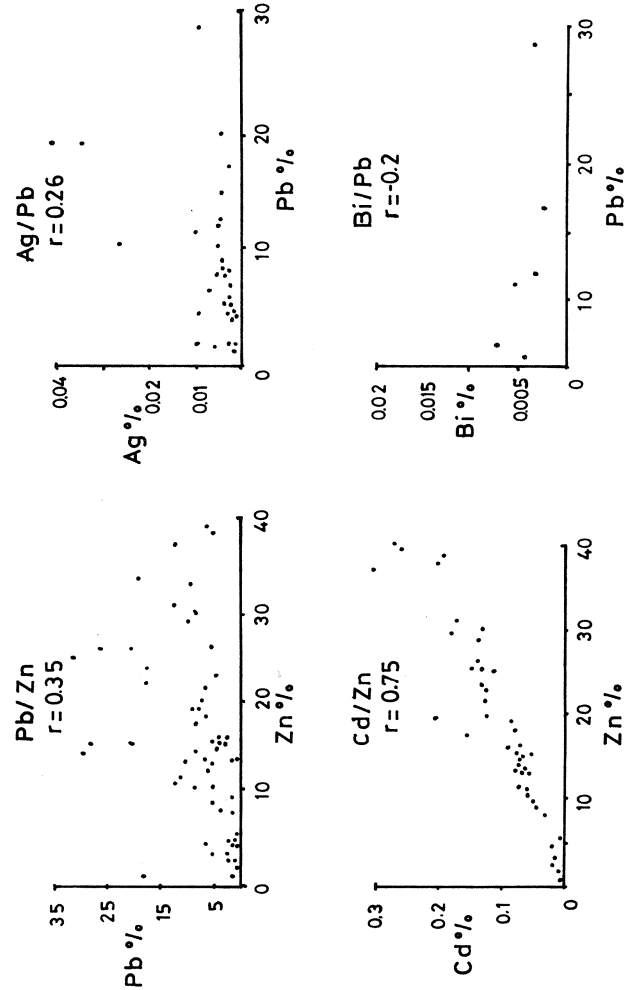 Pb/Zn
r=0.35
Pb %
35
25
15
5
0
10
20
30
40
Zn %
Ag/Pb
r=0.26
Ag %
0.04
0.02
0.01
0
10
20
30
Pb %
Cd/Zn
r=0.75
Cd %
0.3
0.2
0.1
0
10
20
30
40
Zn %
Bi/Pb
r=-0.2
Bi %
0.02
0.015
0.005
0
10
20
30
Pb %